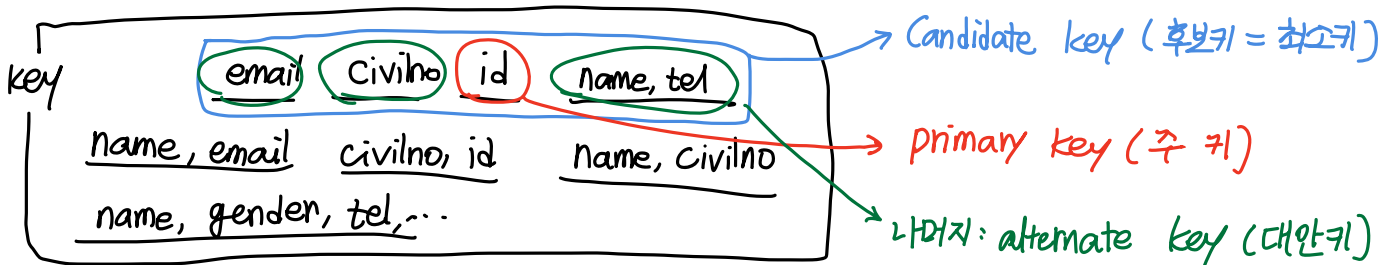 email civilno id name, tel → Candidate key (후보키 = 최소키)
key
name, email civilno, id name, civilno → primary key (주 키)
name, gender, tel, ...
나머지: alternate key (대안키)